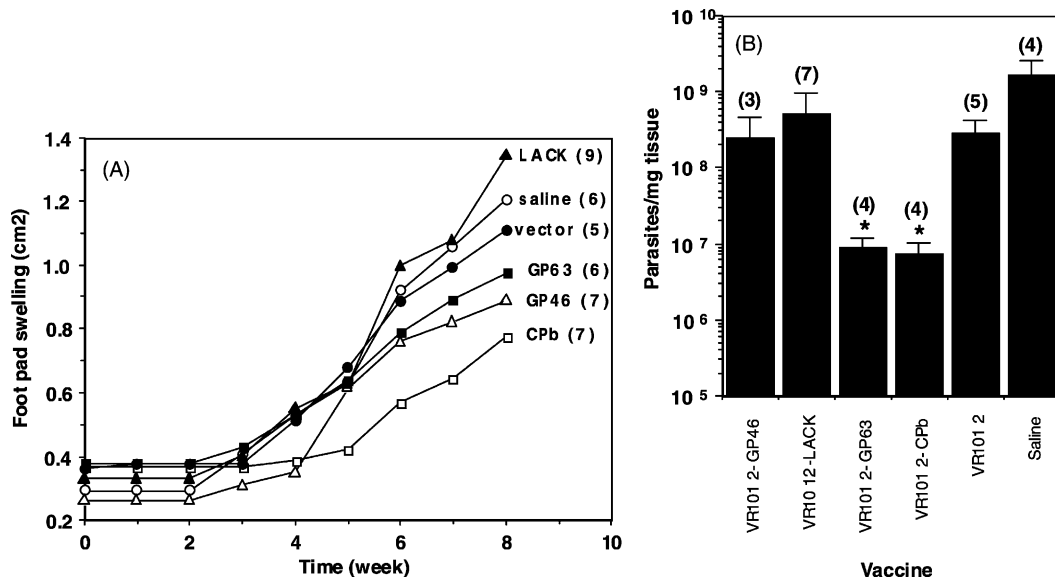 (A)
Foot pad swelling (cm2)
1.4
1.2
1.0
0.8
0.6
0.4
0.2
0 2 4 6 8 10
Time (week)
LACK (9)
saline (6)
vector (5)
GP63 (6)
GP46 (7)
CPb (7)
(B)
Parasites/mg tissue
10 10
10 9
10 8
10 7
10 6
10 5
(3)
(7)
(4)
*
(4)
*
(5)
(4)
VR101 2- GP46
VR10 12-LACK
VR101 2- GP63
VR101 2- CPb
VR101 2
Saline
Vaccine